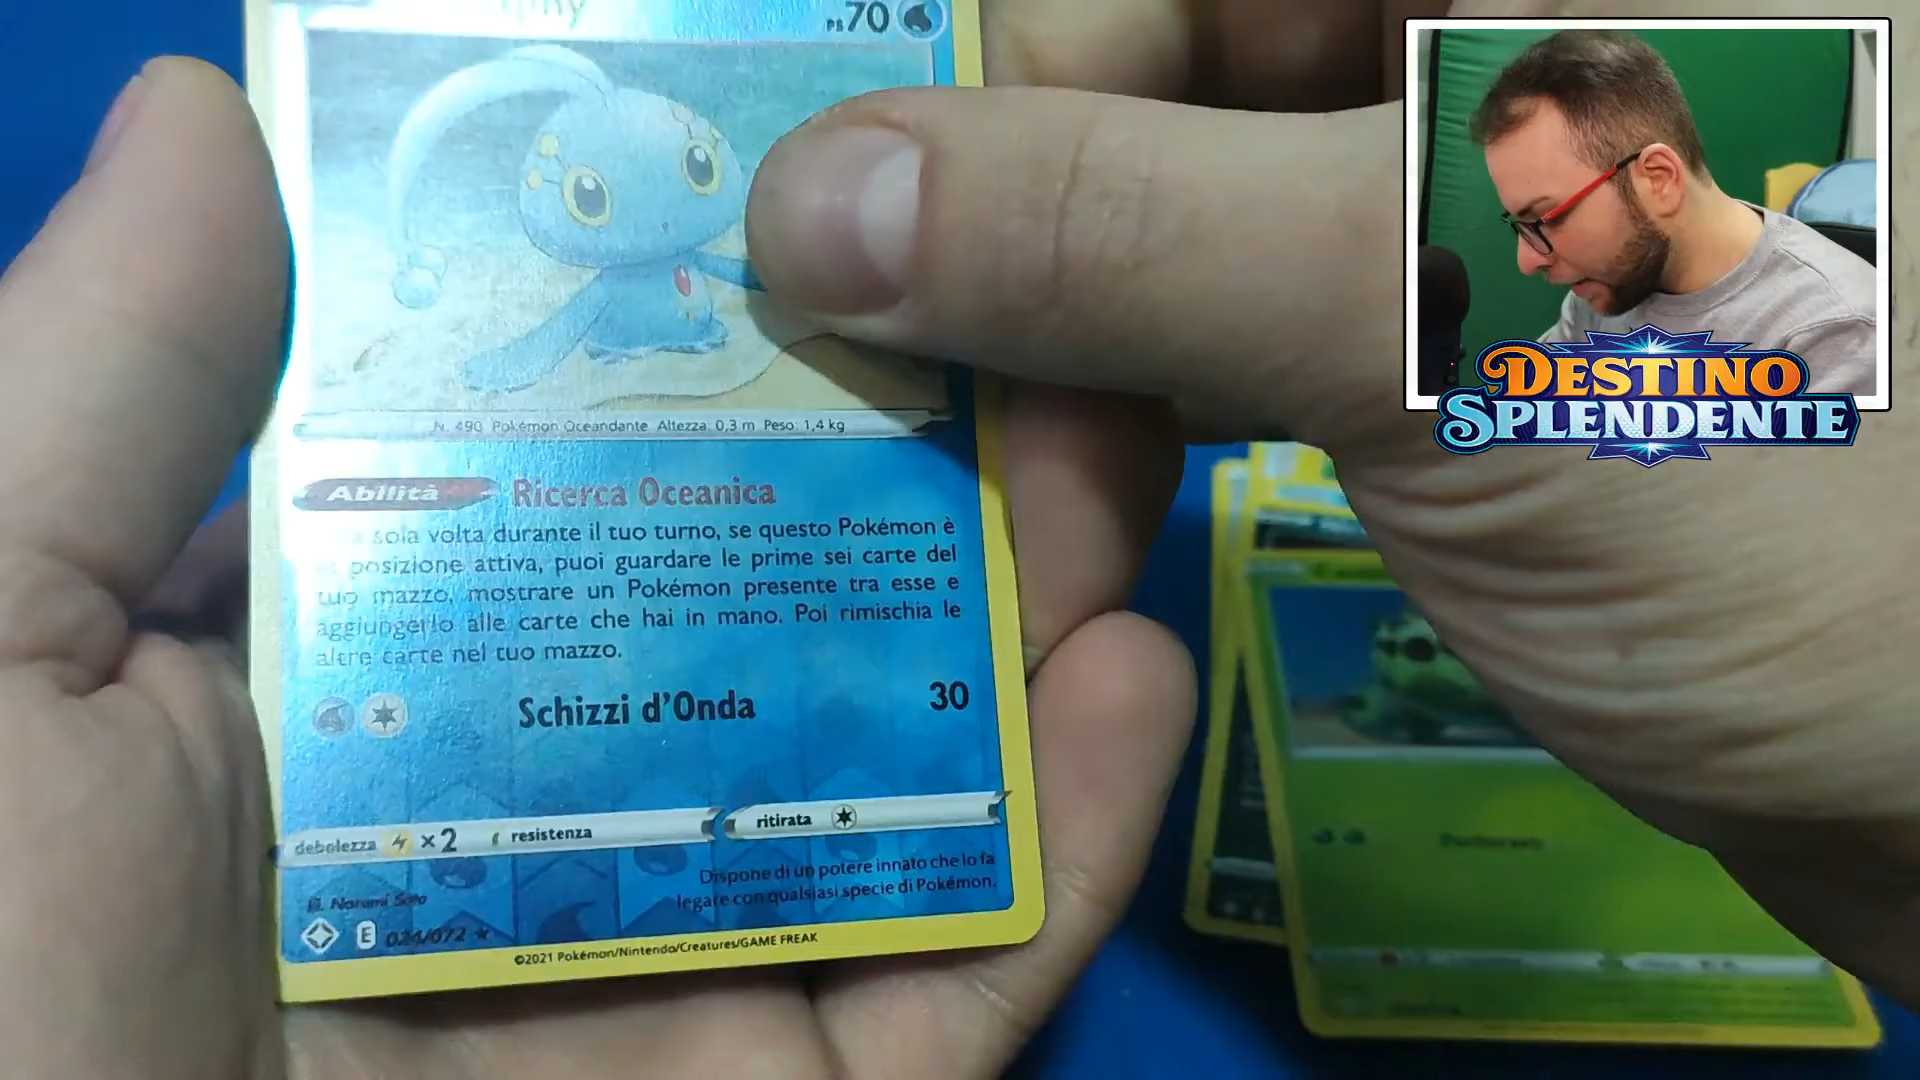 PS70
DESTINO
SPLENDENTE
N. 490 Pokémon Oceandante Altezza: 0,3 m Peso: 1,4 kg
Abilità Ricerca Oceanica
sola volta durante il tuo turno, se questo Pokémon è
posizione attiva, puoi guardare le prime sei carte del
tuo mazzo, mostrare un Pokémon presente tra esse e
aggiungerlo alle carte che hai in mano. Poi rimischia le
altre carte nel tuo mazzo.
Schizzi d'Onda 30
debolezza ×2 resistenza ritirata
Dispone di un potere innato che lo fa
legare con qualsiasi specie di Pokémon.
Ill. Narumi Sato
E 024/072 ★
©2021 Pokémon/Nintendo/Creatures/GAME FREAK